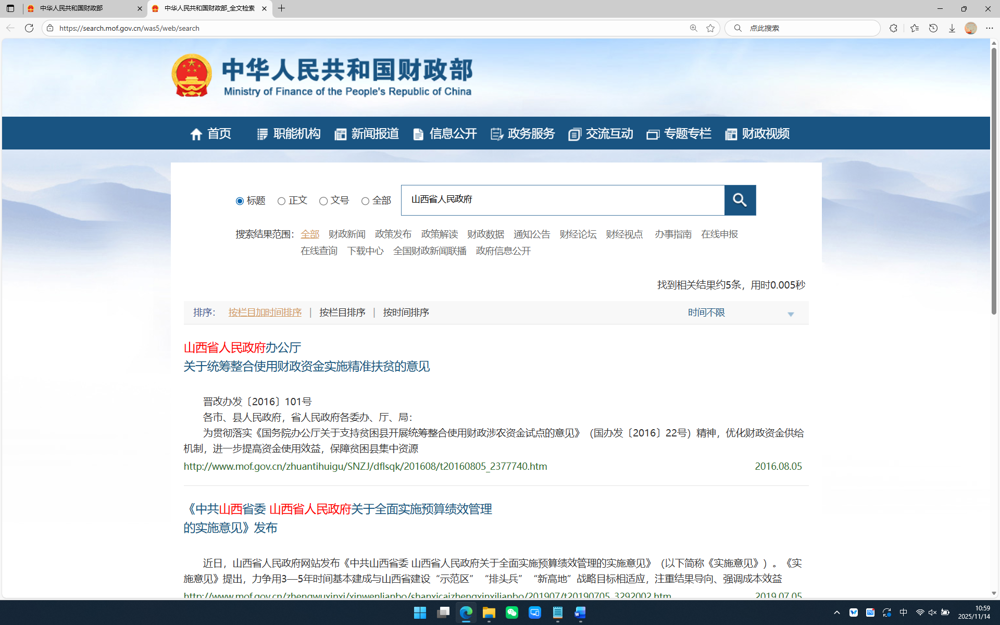 中华人民共和国财政部
中华人民共和国财政部_全文检索
https://search.mof.gov.cn/was5/web/search
点此搜索
中华人民共和国财政部
Ministry of Finance of the People's Republic of China
首页 职能机构 新闻报道 信息公开 政务服务 交流互动 专题专栏 财政视频
标题 正文 文号 全部 山西省人民政府
搜索结果范围： 全部 财政新闻 政策发布 政策解读 财政数据 通知公告 财经论坛 财经视点 办事指南 在线申报
在线查询 下载中心 全国财政新闻联播 政府信息公开
找到相关结果约5条，用时0.005秒
排序： 按栏目加时间排序 | 按栏目排序 | 按时间排序 时间不限
山西省人民政府办公厅
关于统筹整合使用财政资金实施精准扶贫的意见
晋改办发〔2016〕101号
各市、县人民政府，省人民政府各委办、厅、局：
为贯彻落实《国务院办公厅关于支持贫困县开展统筹整合使用财政涉农资金试点的意见》（国办发〔2016〕22号）精神，优化财政资金供给
机制，进一步提高资金使用效益，保障贫困县集中资源
http://www.mof.gov.cn/zhuantihuigu/SNZJ/dflsqk/201608/t20160805_2377740.htm 2016.08.05
《中共山西省委 山西省人民政府关于全面实施预算绩效管理
的实施意见》发布
近日，山西省人民政府网站发布《中共山西省委 山西省人民政府关于全面实施预算绩效管理的实施意见》（以下简称《实施意见》）。《实
施意见》提出，力争用3—5年时间基本建成与山西省建设“示范区”“排头兵”“新高地”战略目标相适应，注重结果导向、强调成本效益
http://www.mof.gov.cn/zhengwuxinxi/xinwenlianbo/shanxicaizhengxinxilianbo/201907/t20190705_3292002.htm 2019.07.05
中
10:59
2025/11/14